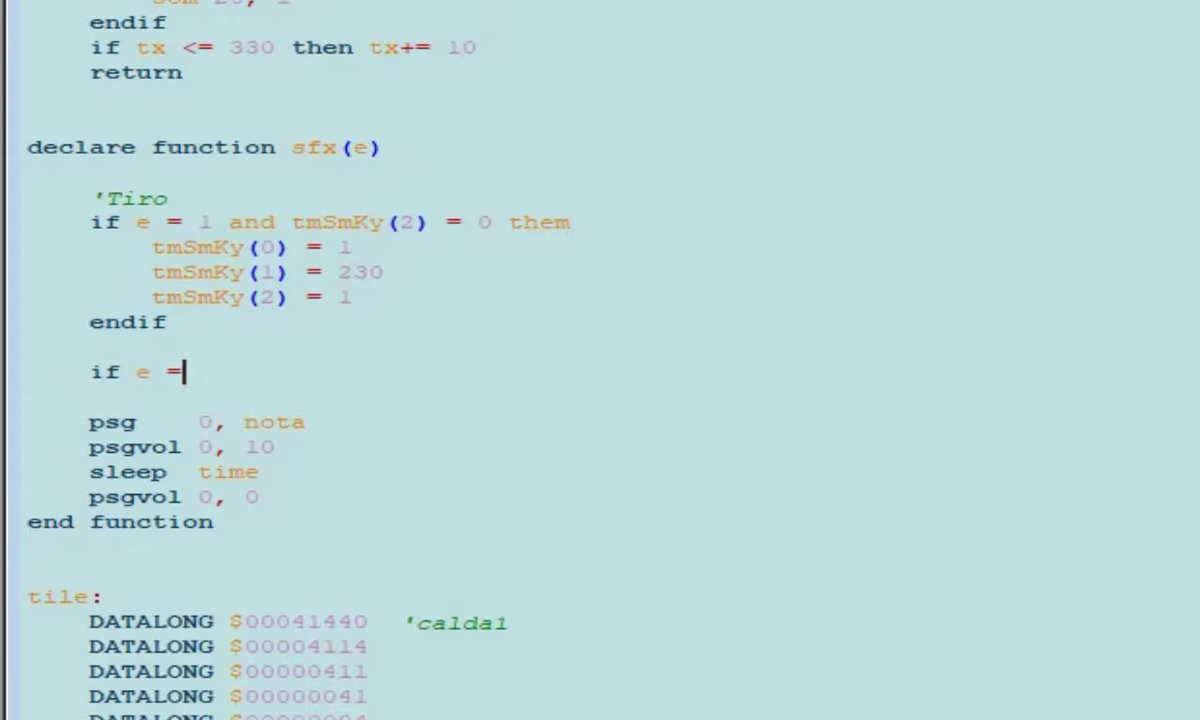 endif
if tx <= 330 then tx+= 10
return
declare function sfx(e)
'Tiro
if e = 1 and tmSmKy(2) = 0 them
tmSmKy(0) = 1
tmSmKy(1) = 230
tmSmKy(2) = 1
endif
if e =
psg 0, nota
psgvol 0, 10
sleep time
psgvol 0, 0
end function
tile:
DATALONG $00041440 'calda1
DATALONG $00004114
DATALONG $00000411
DATALONG $00000041